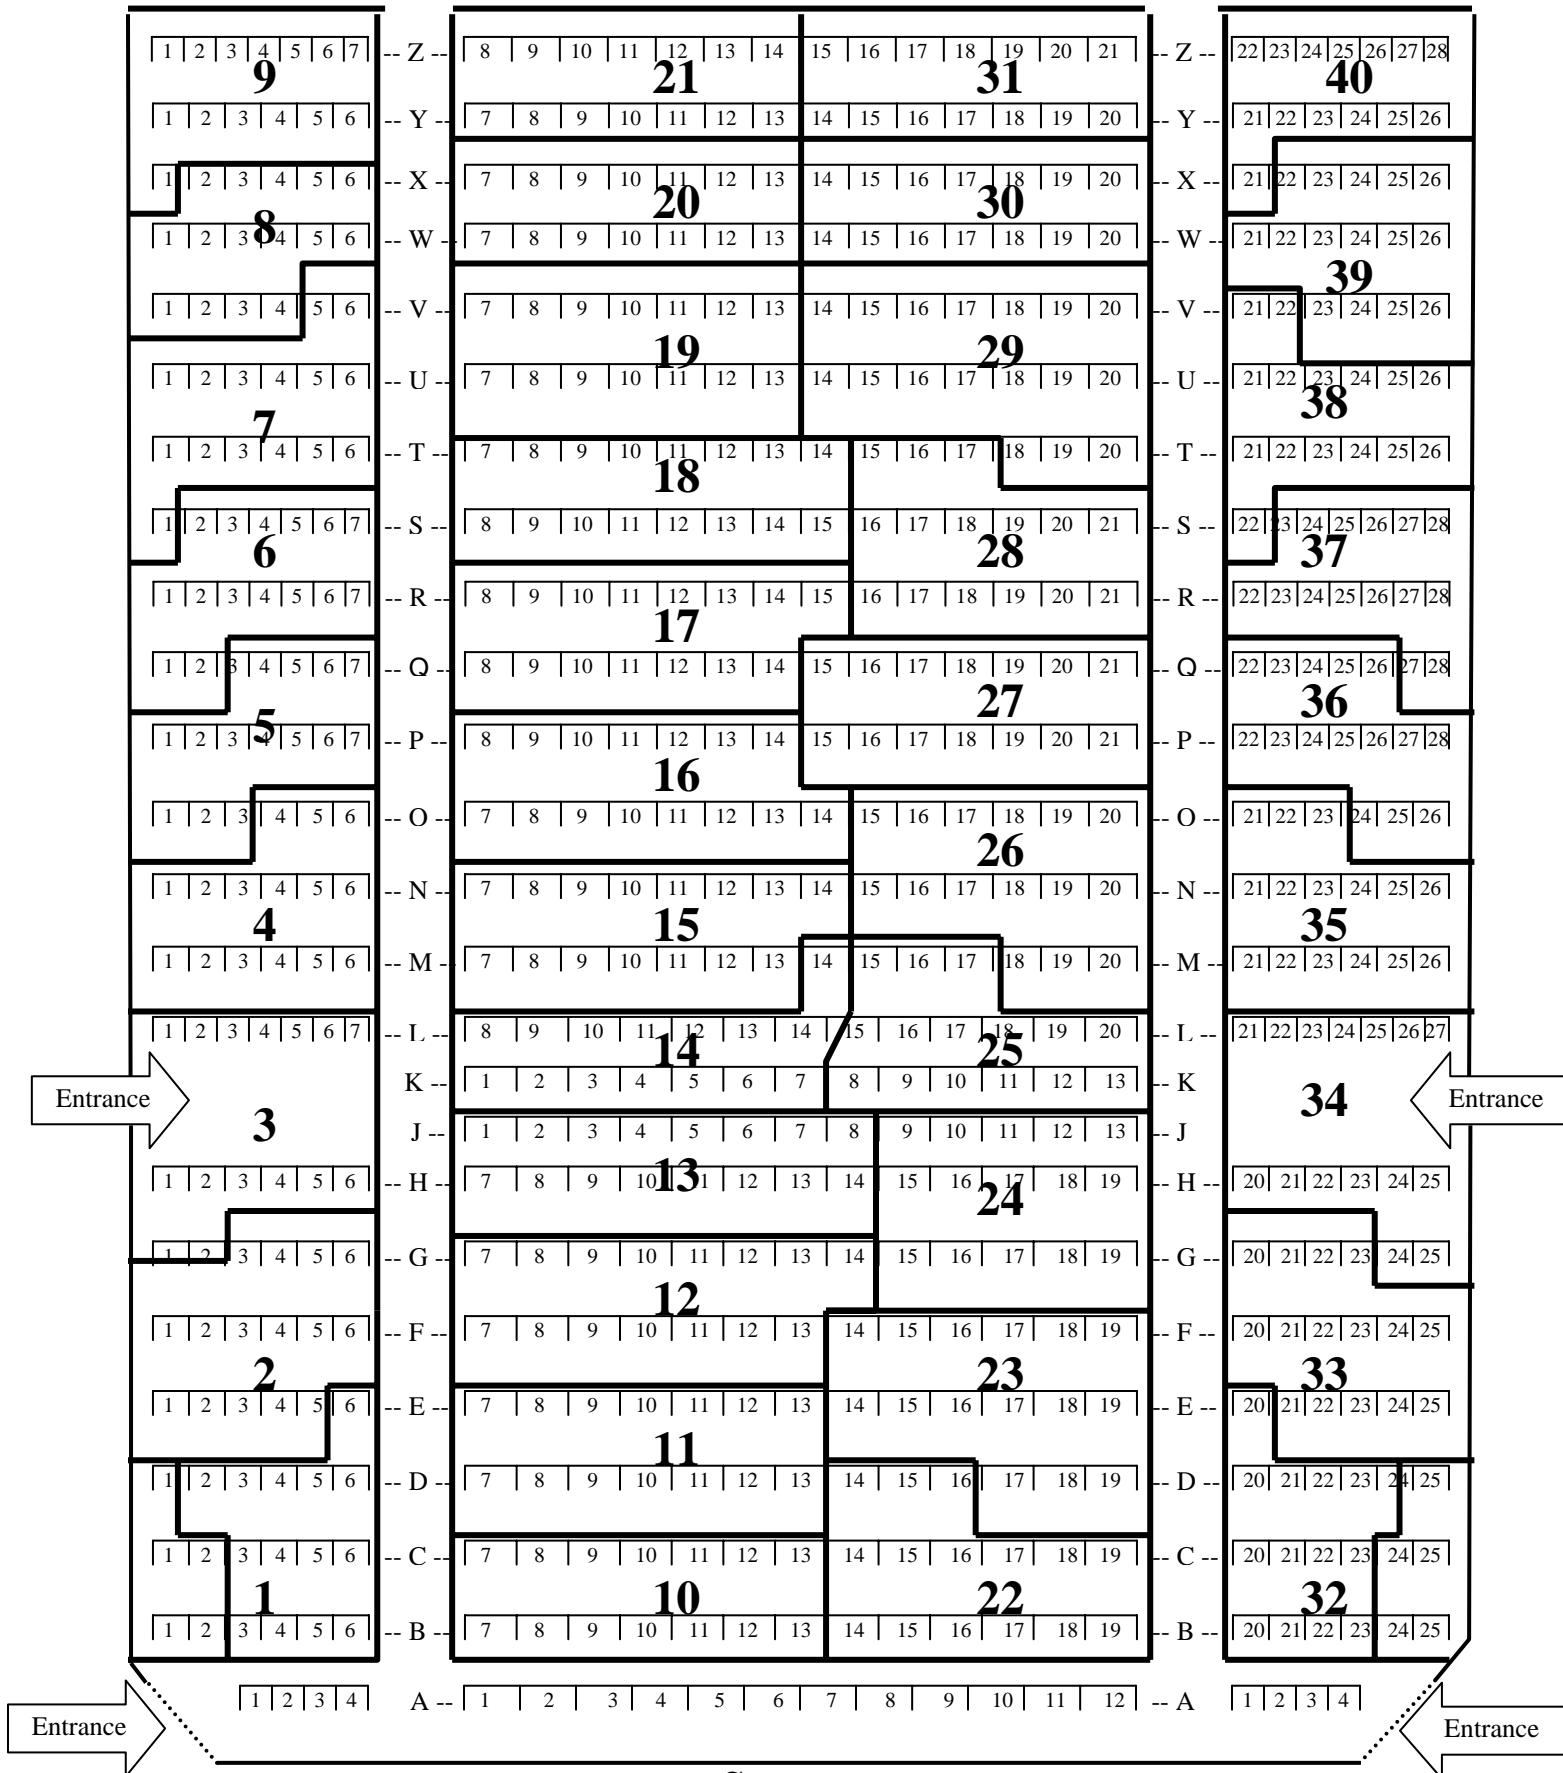 1 2 3 4 5 6 7 -- Z -- 8 9 10 11 12 13 14 15 16 17 18 19 20 21 -- Z -- 22 23 24 25 26 27 28
9 21 31 40
1 2 3 4 5 6 -- Y -- 7 8 9 10 11 12 13 14 15 16 17 18 19 20 Y -- 21 22 23 24 25 26
1 2 3 4 5 6 -- X -- 7 8 9 10 11 12 13 14 15 16 17 18 19 20 -- X -- 21 22 23 24 25 26
8 20 30
1 2 3 4 5 6 -- W -- 7 8 9 10 11 12 13 14 15 16 17 18 19 20 -- W -- 21 22 23 24 25 26
39
1 2 3 4 5 6 -- V -- 7 8 9 10 11 12 13 14 15 16 17 18 19 20 -- V -- 21 22 23 24 25 26
19 29
1 2 3 4 5 6 -- U -- 7 8 9 10 11 12 13 14 15 16 17 18 19 20 -- U -- 21 22 23 24 25 26
7 38
1 2 3 4 5 6 -- T -- 7 8 9 10 11 12 13 14 15 16 17 18 19 20 -- T -- 21 22 23 24 25 26
18
1 2 3 4 5 6 7 -- S -- 8 9 10 11 12 13 14 15 16 17 18 19 20 21 -- S -- 22 23 24 25 26 27 28
6 28 37
1 2 3 4 5 6 7 -- R -- 8 9 10 11 12 13 14 15 16 17 18 19 20 21 -- R -- 22 23 24 25 26 27 28
17
1 2 3 4 5 6 7 -- Q -- 8 9 10 11 12 13 14 15 16 17 18 19 20 21 -- Q -- 22 23 24 25 26 27 28
5 27 36
1 2 3 4 5 6 7 -- P -- 8 9 10 11 12 13 14 15 16 17 18 19 20 21 -- P -- 22 23 24 25 26 27 28
16
1 2 3 4 5 6 -- O -- 7 8 9 10 11 12 13 14 15 16 17 18 19 20 -- O -- 21 22 23 24 25 26
26
1 2 3 4 5 6 -- N -- 7 8 9 10 11 12 13 14 15 16 17 18 19 20 -- N -- 21 22 23 24 25 26
4 15 35
1 2 3 4 5 6 -- M -- 7 8 9 10 11 12 13 14 15 16 17 18 19 20 -- M -- 21 22 23 24 25 26
1 2 3 4 5 6 7 -- L -- 8 9 10 11 12 13 14 15 16 17 18 19 20 -- L -- 21 22 23 24 25 26 27
14 25
K -- 1 2 3 4 5 6 7 8 9 10 11 12 13 -- K
Entrance 34 Entrance
3
J -- 1 2 3 4 5 6 7 8 9 10 11 12 13 -- J
13
1 2 3 4 5 6 -- H -- 7 8 9 10 11 12 13 14 15 16 17 18 19 -- H -- 20 21 22 23 24 25
24
1 2 3 4 5 6 -- G -- 7 8 9 10 11 12 13 14 15 16 17 18 19 -- G -- 20 21 22 23 24 25
12
1 2 3 4 5 6 -- F -- 7 8 9 10 11 12 13 14 15 16 17 18 19 -- F -- 20 21 22 23 24 25
2 23 33
1 2 3 4 5 6 -- E -- 7 8 9 10 11 12 13 14 15 16 17 18 19 -- E -- 20 21 22 23 24 25
11
1 2 3 4 5 6 -- D -- 7 8 9 10 11 12 13 14 15 16 17 18 19 -- D -- 20 21 22 23 24 25
1 2 3 4 5 6 -- C -- 7 8 9 10 11 12 13 14 15 16 17 18 19 -- C -- 20 21 22 23 24 25
1 10 22 32
1 2 3 4 5 6 -- B -- 7 8 9 10 11 12 13 14 15 16 17 18 19 -- B -- 20 21 22 23 24 25
1 2 3 4 A -- 1 2 3 4 5 6 7 8 9 10 11 12 -- A 1 2 3 4
Entrance Entrance